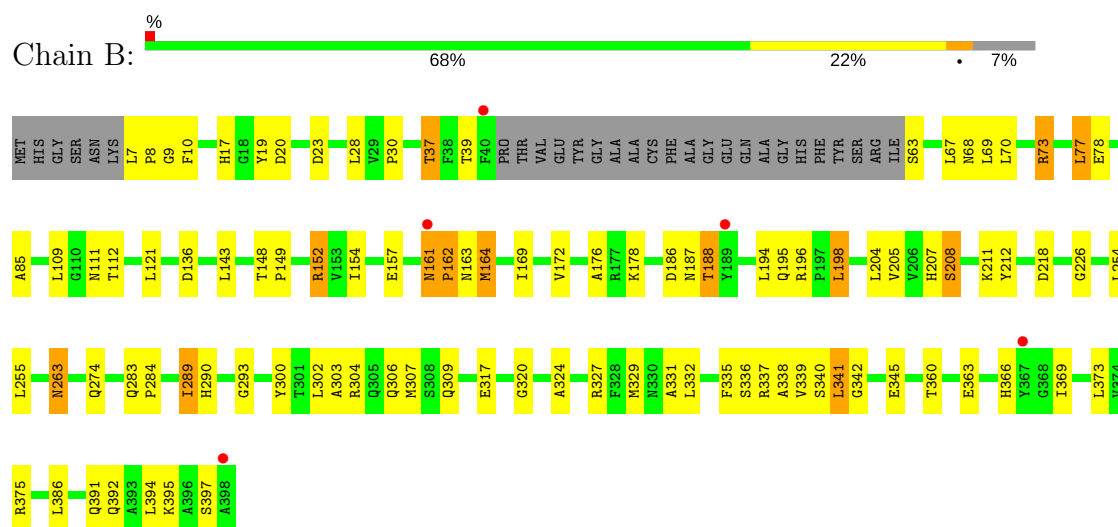 %
Chain B:
68% 22% • 7%
MET HIS GLY SER ASN LYS L7 P8 G9 F10 H17 G18 Y19 D20 D23 L28 V29 P30 T37 F38 T39 F40 PRO THR VAL GLU TYR GLY ALA ALA CYS PHE ALA GLY GLU GLN ALA GLY HIS PHE TYR SER ARG ILE S63 L67 N68 L69 L70 R73 L77 E78
A85 L109 G110 N111 T112 L121 D136 L143 T148 P149 R152 V153 I154 E157 N161 P162 N163 M164 I169 V172 A176 R177 K178 D186 N187 T188 Y189 L194 Q195 R196 P197 L198 L204 V205 V206 H207 S208 K211 Y212 D218 G226 L254
L255 N263 Q274 Q283 P284 I289 H290 G293 Y300 T301 L302 A303 R304 Q305 Q306 M307 S308 Q309 E317 G320 A324 R327 F328 M329 N330 A331 L332 F335 S336 R337 A338 V339 S340 L341 G342 E345 T360 E363 H366 Y367 G368 I369 L373 V374
R375 L386 Q391 Q392 A393 L394 K395 A396 S397 A398